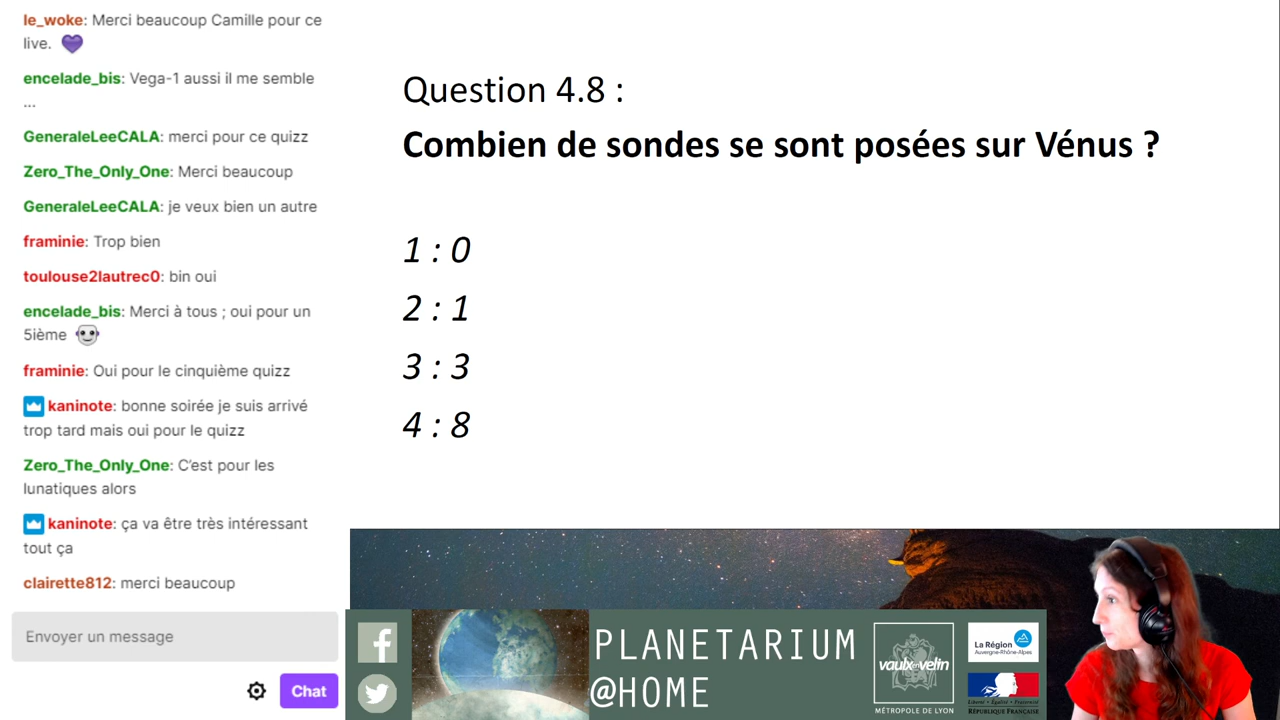 le_woke: Merci beaucoup Camille pour ce
live.
encelade_bis: Vega-1 aussi il me semble
...
GeneraleLeeCALA: merci pour ce quizz
Zero_The_Only_One: Merci beaucoup
GeneraleLeeCALA: je veux bien un autre
framinie: Trop bien
toulouse2lautrec0: bin oui
encelade_bis: Merci à tous ; oui pour un
5ième
framinie: Oui pour le cinquième quizz
kaninote: bonne soirée je suis arrivé
trop tard mais oui pour le quizz
Zero_The_Only_One: C'est pour les
lunatiques alors
kaninote: ça va être très intéressant
tout ça
clairette812: merci beaucoup
Envoyer un message
Chat
Question 4.8 :
Combien de sondes se sont posées sur Vénus ?
1 : 0
2 : 1
3 : 3
4 : 8
PLANETARIUM
@HOME
vaulx en velin
MÉTROPOLE DE LYON
La Région
Auvergne-Rhône-Alpes
Liberté • Égalité • Fraternité
RÉPUBLIQUE FRANÇAISE